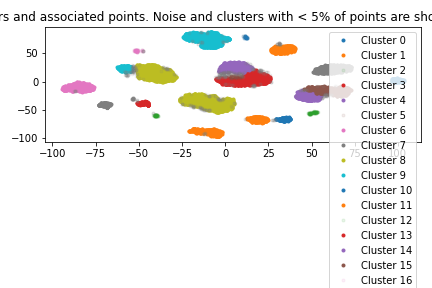 rs and associated points. Noise and clusters with < 5% of points are sho
50
0
−50
−100
−100
−75
−50
−25
0
25
50
75
100
Cluster 0
Cluster 1
Cluster 2
Cluster 3
Cluster 4
Cluster 5
Cluster 6
Cluster 7
Cluster 8
Cluster 9
Cluster 10
Cluster 11
Cluster 12
Cluster 13
Cluster 14
Cluster 15
Cluster 16